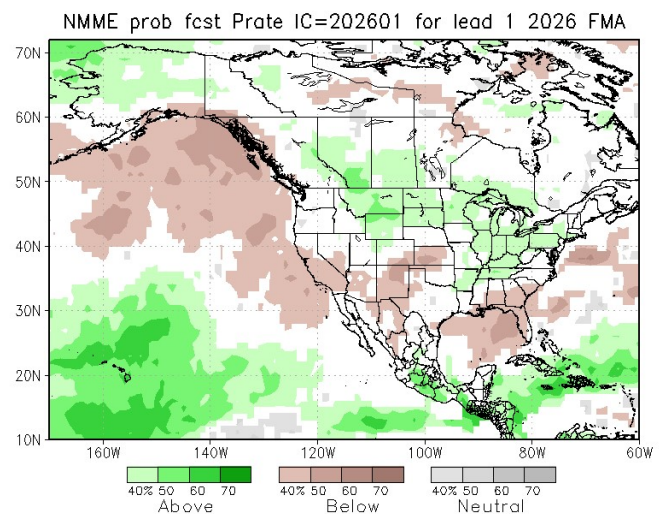 NMME prob fcst Prate IC=202601 for lead 1 2026 FMA
70N
60N
50N
40N
30N
20N
10N
160W 140W 120W 100W 80W 60W
40% 50 60 70 40% 50 60 70 40% 50 60 70
Above Below Neutral